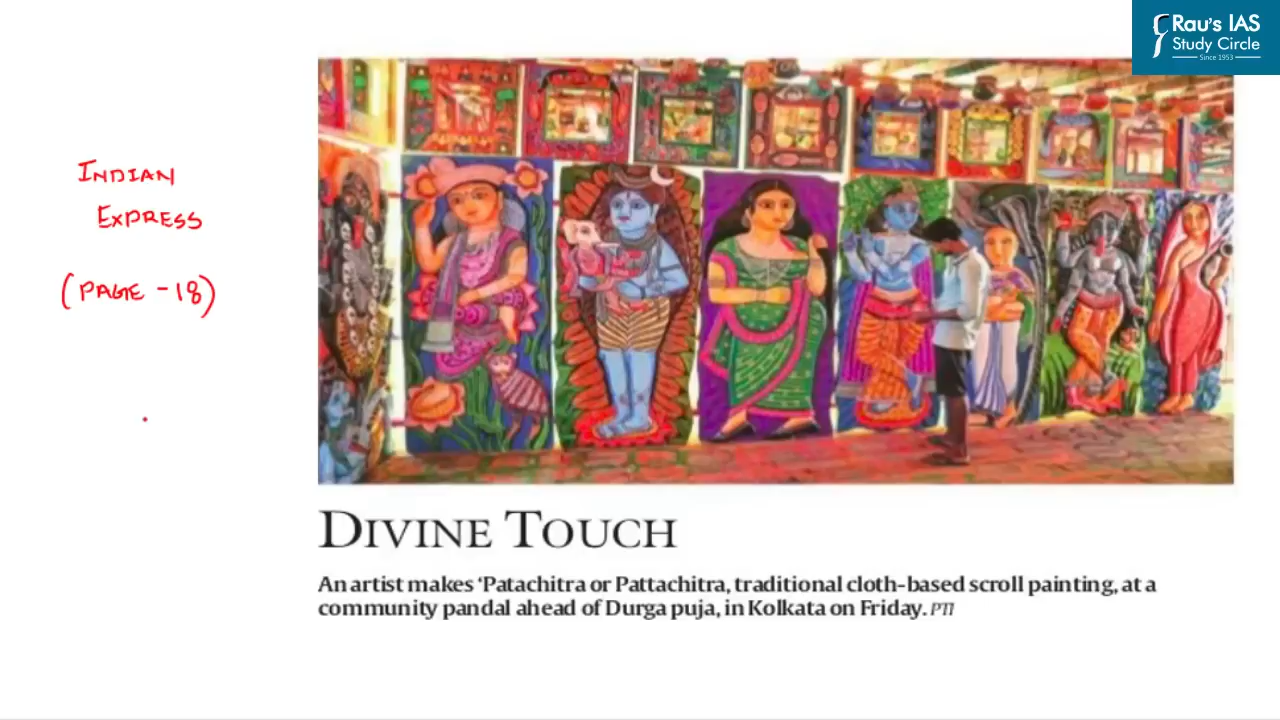 Rau's IAS
Study Circle
Since 1953
INDIAN
EXPRESS
(PAGE -18)
DIVINE TOUCH
An artist makes ‘Patachitra or Pattachitra, traditional cloth-based scroll painting, at a
community pandal ahead of Durga puja, in Kolkata on Friday. PTI